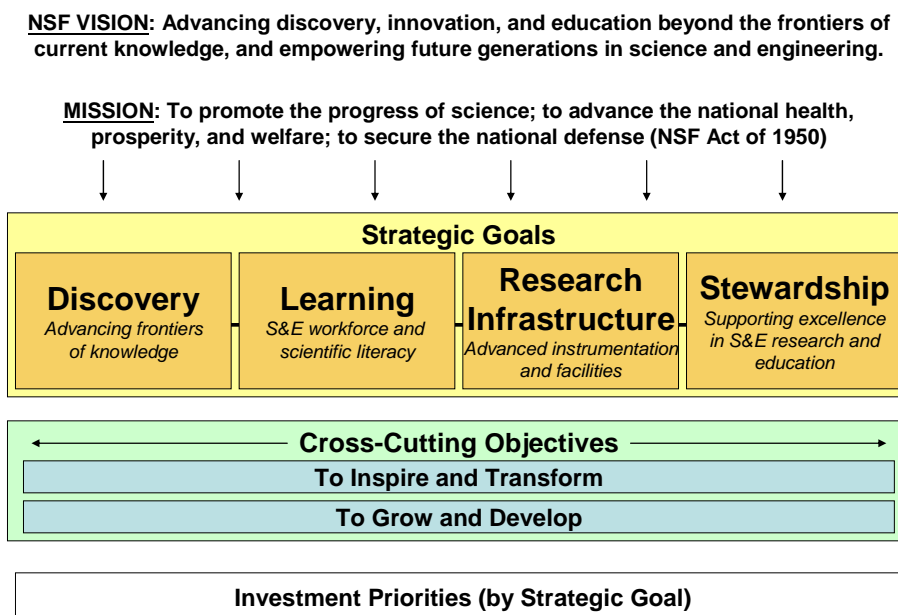 NSF VISION: Advancing discovery, innovation, and education beyond the frontiers of
current knowledge, and empowering future generations in science and engineering.
MISSION: To promote the progress of science; to advance the national health,
prosperity, and welfare; to secure the national defense (NSF Act of 1950)
Strategic Goals
Discovery
Advancing frontiers
of knowledge
Learning
S&E workforce and
scientific literacy
Research
Infrastructure
Advanced instrumentation
and facilities
Stewardship
Supporting excellence
in S&E research and
education
Cross-Cutting Objectives
To Inspire and Transform
To Grow and Develop
Investment Priorities (by Strategic Goal)